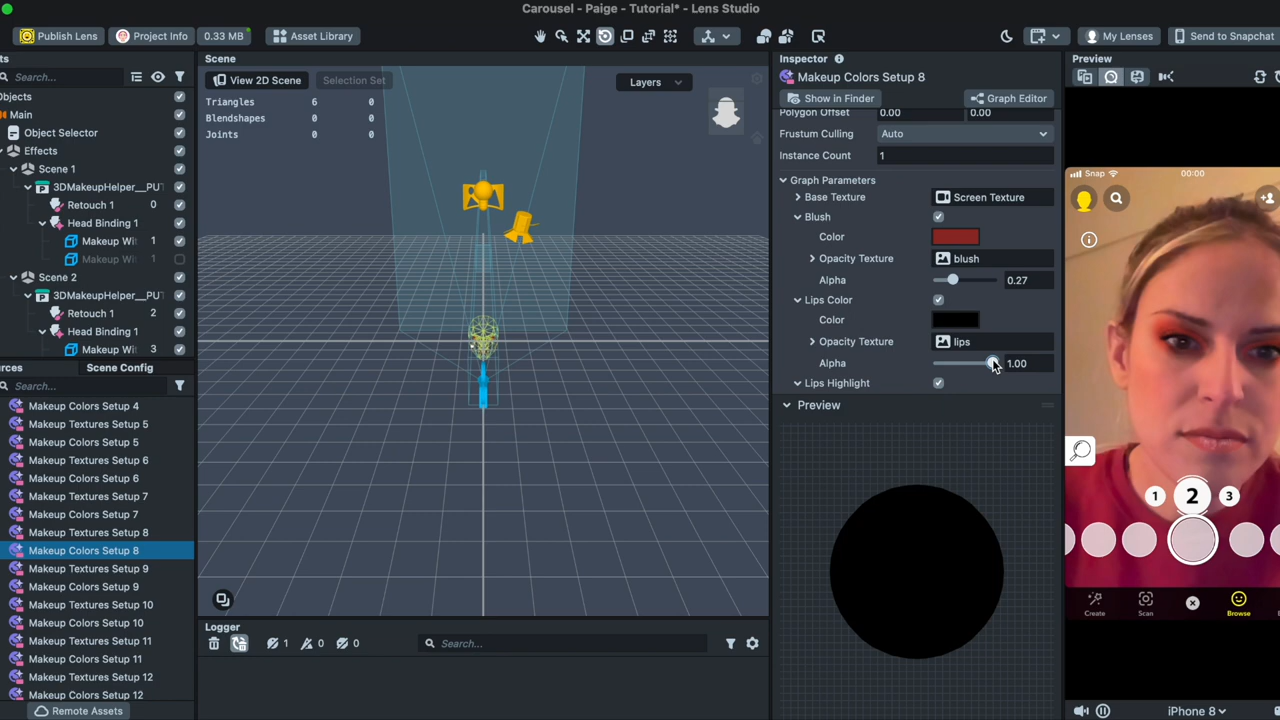 Carousel - Paige - Tutorial* - Lens Studio
Publish Lens
Project Info
0.33 MB
Asset Library
My Lenses
Send to Snapchat
ts
Search...
Objects
Main
Object Selector
Effects
Scene 1
3DMakeupHelper__PUT
Retouch 1 0
Head Binding 1
Makeup Wit 1
Makeup Wit 1
Scene 2
3DMakeupHelper__PUT
Retouch 1 2
Head Binding 1
Makeup Wit 3
rces
Scene Config
Search...
Makeup Colors Setup 4
Makeup Textures Setup 5
Makeup Colors Setup 5
Makeup Textures Setup 6
Makeup Colors Setup 6
Makeup Textures Setup 7
Makeup Colors Setup 7
Makeup Textures Setup 8
Makeup Colors Setup 8
Makeup Textures Setup 9
Makeup Colors Setup 9
Makeup Textures Setup 10
Makeup Colors Setup 10
Makeup Textures Setup 11
Makeup Colors Setup 11
Makeup Textures Setup 12
Makeup Colors Setup 12
Remote Assets
Scene
View 2D Scene
Selection Set
Layers
Triangles 6 0
Blendshapes 0 0
Joints 0 0
Logger
1
0
0
Search...
Inspector
Makeup Colors Setup 8
Show in Finder
Graph Editor
Polygon Offset 0.00 0.00
Frustum Culling Auto
Instance Count 1
Graph Parameters
Base Texture Screen Texture
Blush
Color
Opacity Texture blush
Alpha 0.27
Lips Color
Color
Opacity Texture lips
Alpha 1.00
Lips Highlight
Preview
Preview
Snap 00:00
1 2 3
Create Scan Browse
iPhone 8